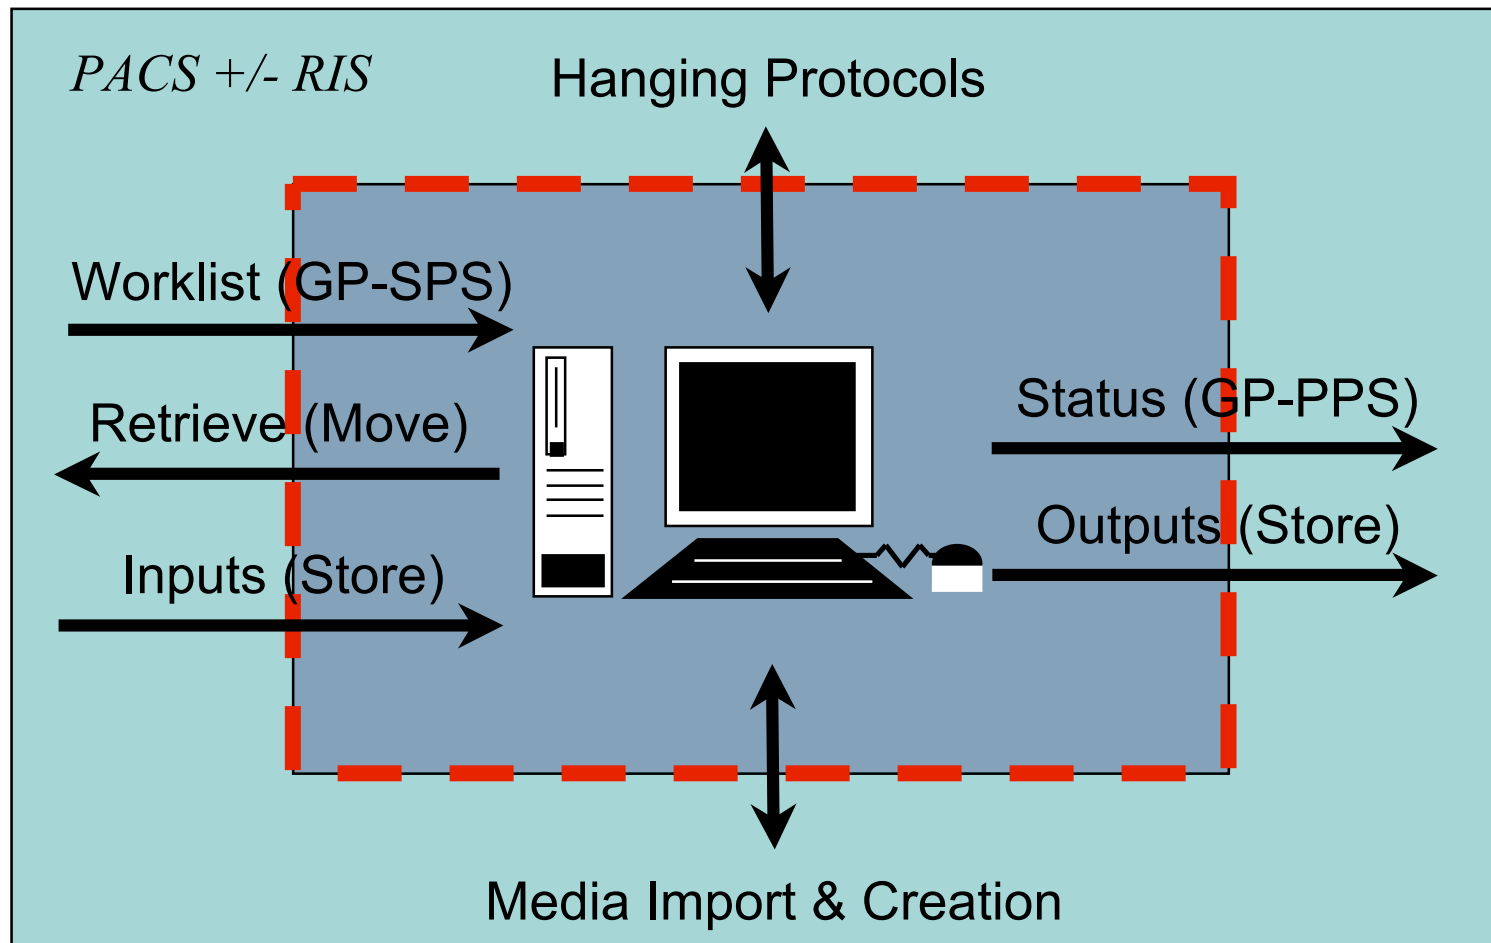 PACS +/- RIS
Hanging Protocols
Worklist (GP-SPS)
Retrieve (Move)
Inputs (Store)
Status (GP-PPS)
Outputs (Store)
Media Import & Creation